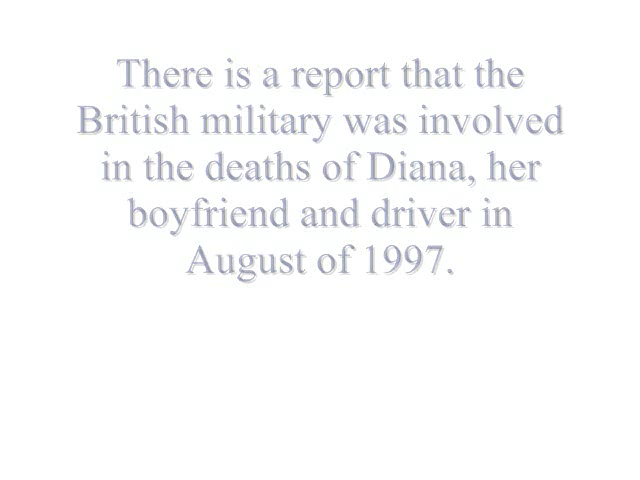 There is a report that the
British military was involved
in the deaths of Diana, her
boyfriend and driver in
August of 1997.